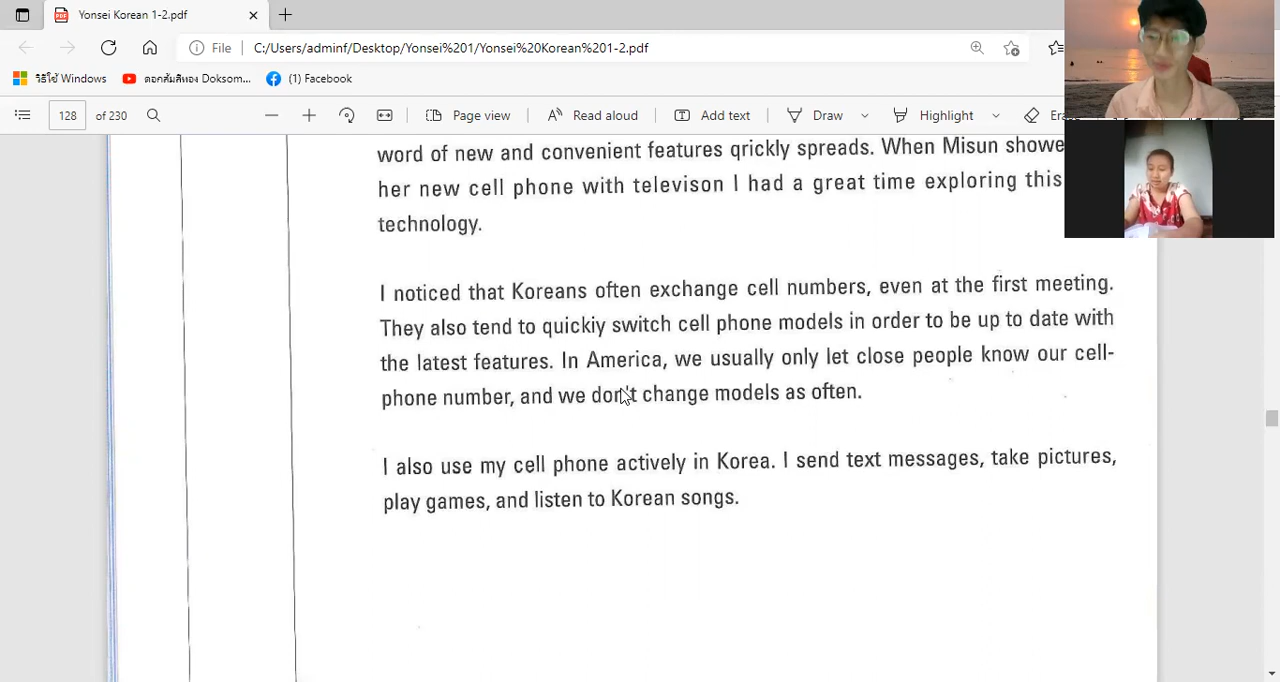 Yonsei Korean 1-2.pdf
File C:/Users/adminf/Desktop/Yonsei%201/Yonsei%20Korean%201-2.pdf
วิธีใช้ Windows ดอกส้มสีทอง Doksom... (1) Facebook
128 of 230 Page view Read aloud Add text Draw Highlight
word of new and convenient features qrickly spreads. When Misun
her new cell phone with televison I had a great time exploring this
technology.
I noticed that Koreans often exchange cell numbers, even at the first meeting.
They also tend to quickiy switch cell phone models in order to be up to date with
the latest features. In America, we usually only let close people know our cell-
phone number, and we don't change models as often.
I also use my cell phone actively in Korea. I send text messages, take pictures,
play games, and listen to Korean songs.